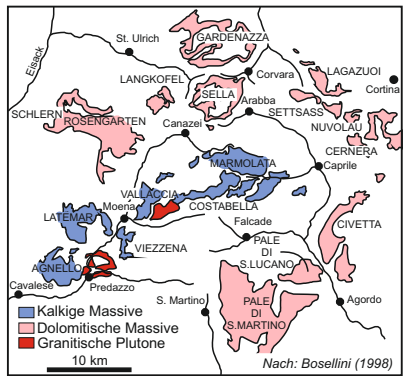 GARDENAZZA
St. Ulrich
Eisack
Corvara
LAGAZUOI
LANGKOFEL
SELLA
Cortina
Arabba
SETTSASS
SCHLERN
ROSENGARTEN
NUVOLAU
Canazei
CERNERA
MARMOLATA
Caprile
VALLACCIA
COSTABELLA
Moena
LATEMAR
Falcade
CIVETTA
VIEZZENA
PALE
DI
S.LUCANO
AGNELLO
Cavalese
Predazzo
S. Martino
PALE
DI
S.MARTINO
Agordo
Kalkige Massive
Dolomitische Massive
Granitische Plutone
10 km
Nach: Bosellini (1998)